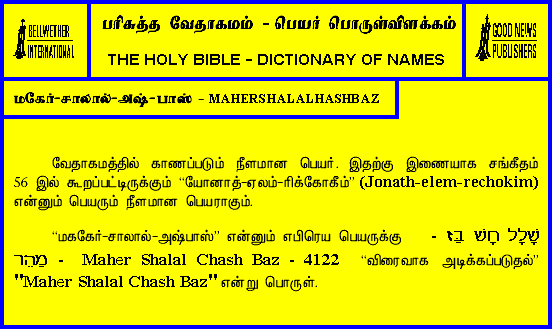 BELLWETHER
INTERNATIONAL
பரிசுத்த வேதாகமம் - பெயர் பொருள்விளக்கம்
THE HOLY BIBLE - DICTIONARY OF NAMES
GOOD NEWS
PUBLISHERS
மகேர்-சாலால்-அஷ்-பாஸ் - MAHERSHALALHASHBAZ
வேதாகமத்தில் காணப்படும் நீளமான பெயர். இதற்கு இணையாக சங்கீதம்
56 இல் கூறப்பட்டிருக்கும் “யோனாத்-ஏலம்-ரிக்கோகீம்” (Jonath-elem-rechokim)
என்னும் பெயரும் நீளமான பெயராகும்.
“மககேர்-சாலால்-அஷ்பாஸ்” என்னும் எபிரெய பெயருக்கு - שָׁלָל חָשׁ בַּז
מַהֵר - Maher Shalal Chash Baz - 4122 “விரைவாக அடிக்கப்படுதல்”
"Maher Shalal Chash Baz" என்று பொருள்.